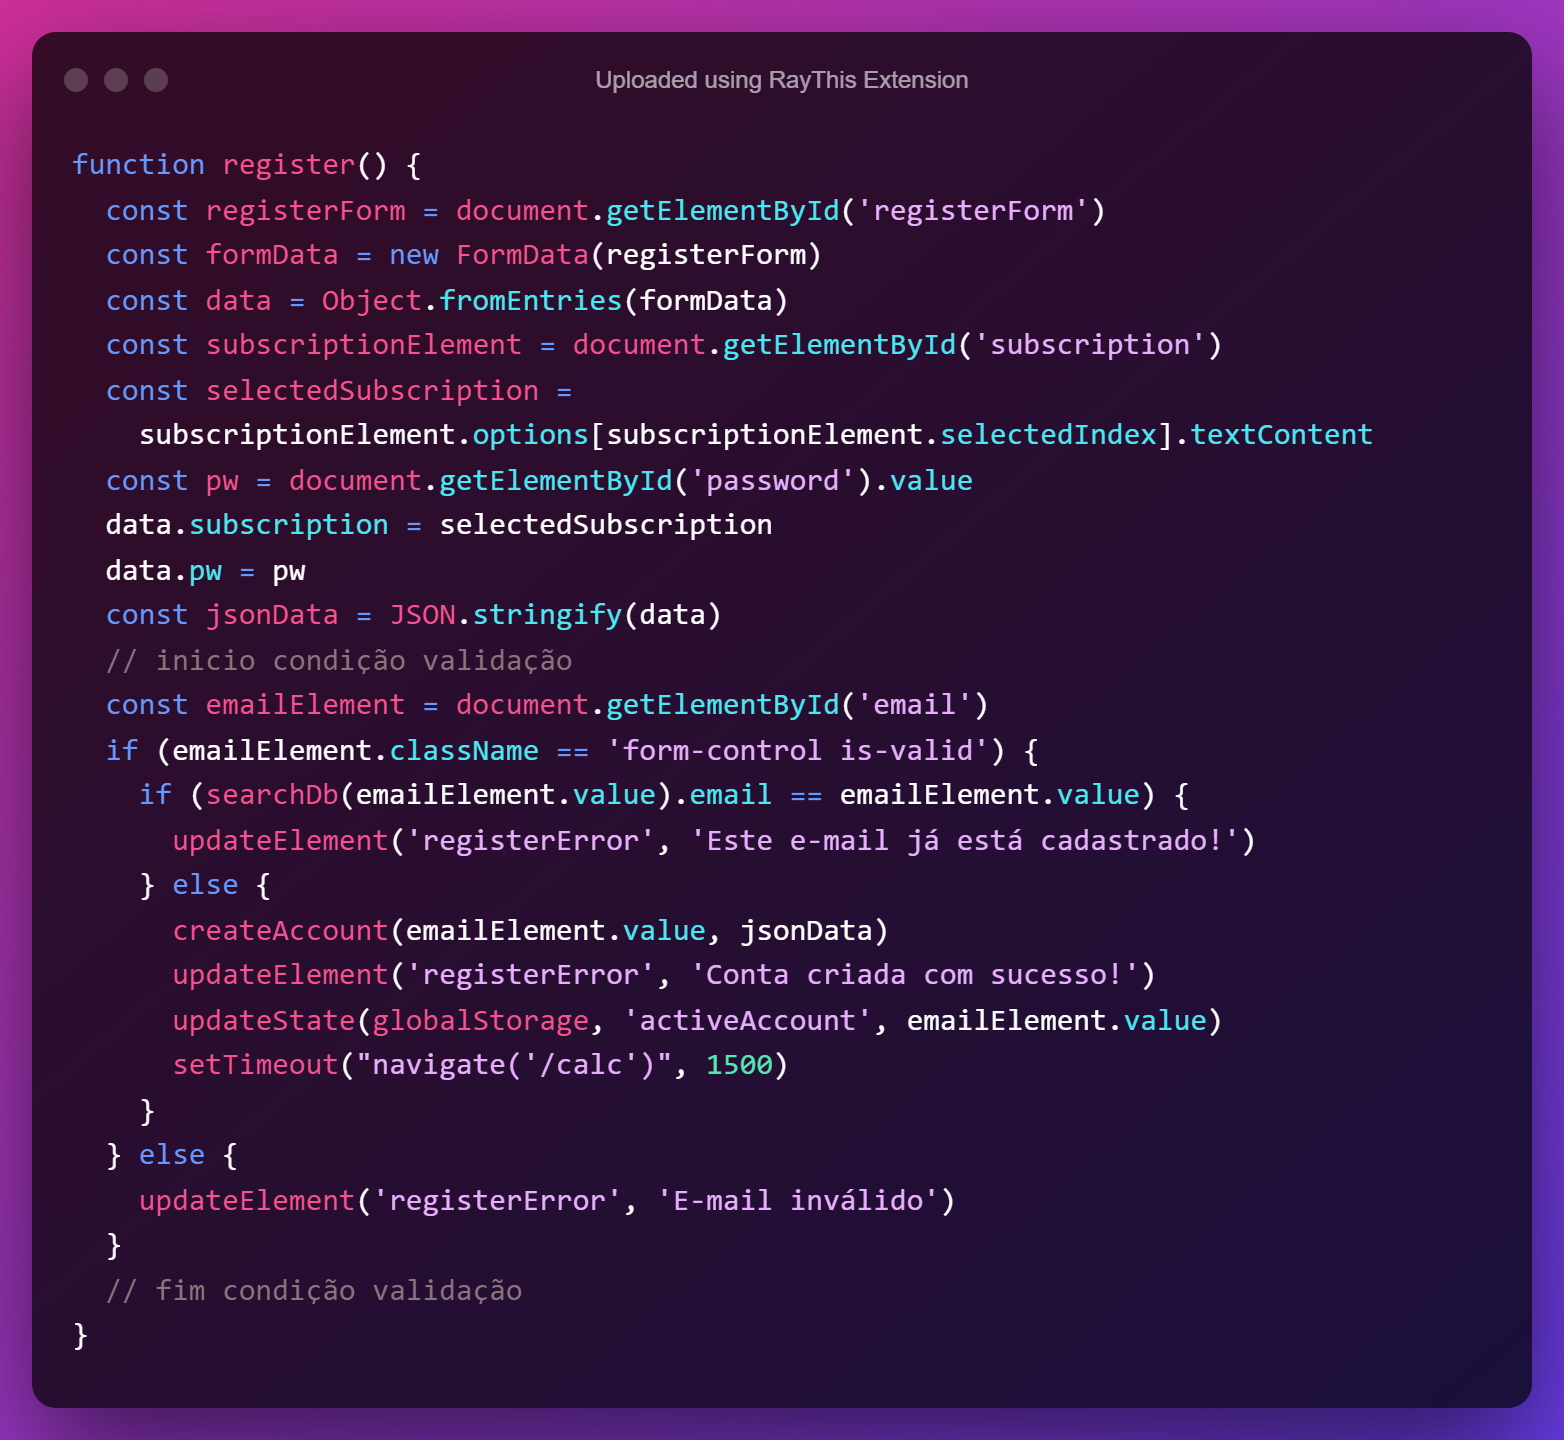 Uploaded using RayThis Extension
function register() {
  const registerForm = document.getElementById('registerForm')
  const formData = new FormData(registerForm)
  const data = Object.fromEntries(formData)
  const subscriptionElement = document.getElementById('subscription')
  const selectedSubscription =
    subscriptionElement.options[subscriptionElement.selectedIndex].textContent
  const pw = document.getElementById('password').value
  data.subscription = selectedSubscription
  data.pw = pw
  const jsonData = JSON.stringify(data)
  // inicio condição validação
  const emailElement = document.getElementById('email')
  if (emailElement.className == 'form-control is-valid') {
    if (searchDb(emailElement.value).email == emailElement.value) {
      updateElement('registerError', 'Este e-mail já está cadastrado!')
    } else {
      createAccount(emailElement.value, jsonData)
      updateElement('registerError', 'Conta criada com sucesso!')
      updateState(globalStorage, 'activeAccount', emailElement.value)
      setTimeout("navigate('/calc')", 1500)
    }
  } else {
    updateElement('registerError', 'E-mail inválido')
  }
  // fim condição validação
}